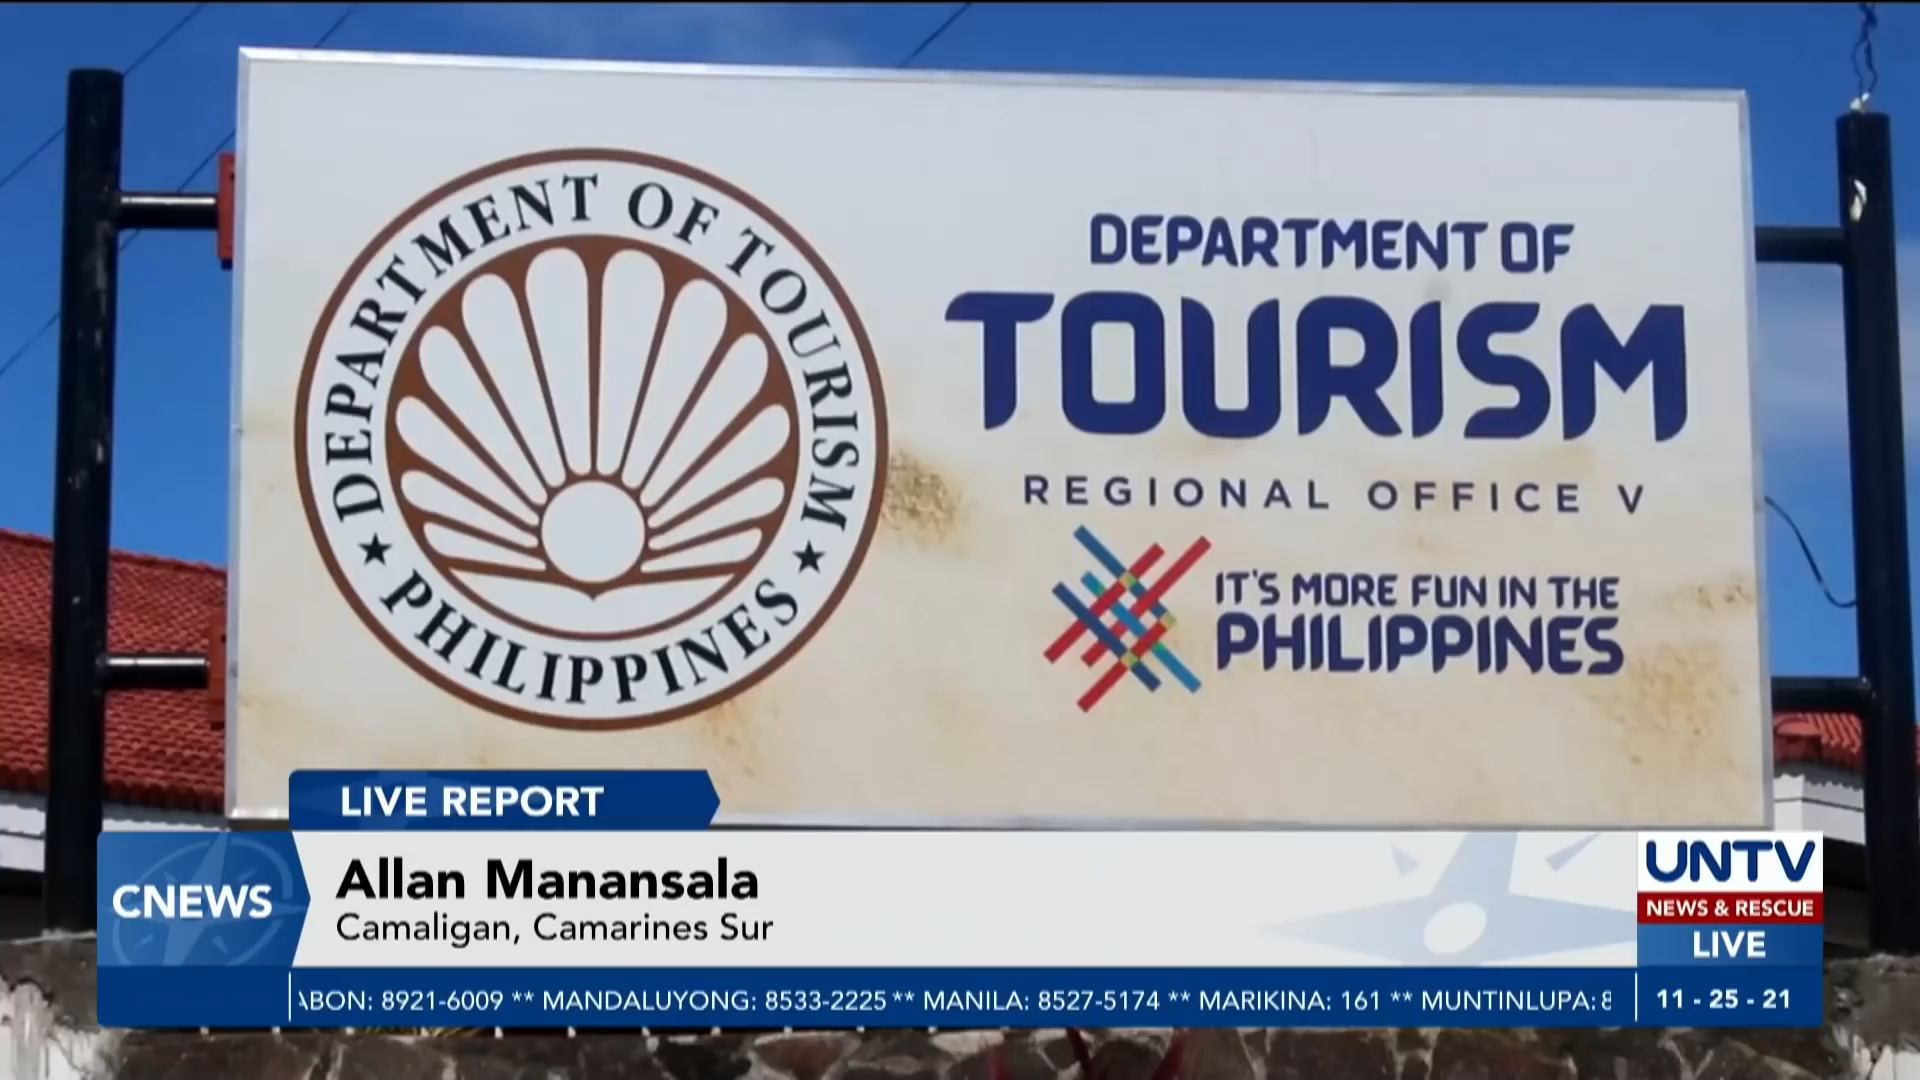 DEPARTMENT OF TOURISM
★ PHILIPPINES ★
DEPARTMENT OF
TOURISM
REGIONAL OFFICE V
IT'S MORE FUN IN THE
PHILIPPINES
LIVE REPORT
CNEWS
Allan Manansala
Camaligan, Camarines Sur
UNTV
NEWS & RESCUE
LIVE
ABON: 8921-6009 ** MANDALUYONG: 8533-2225 ** MANILA: 8527-5174 ** MARIKINA: 161 ** MUNTINLUPA: 8
11 - 25 - 21